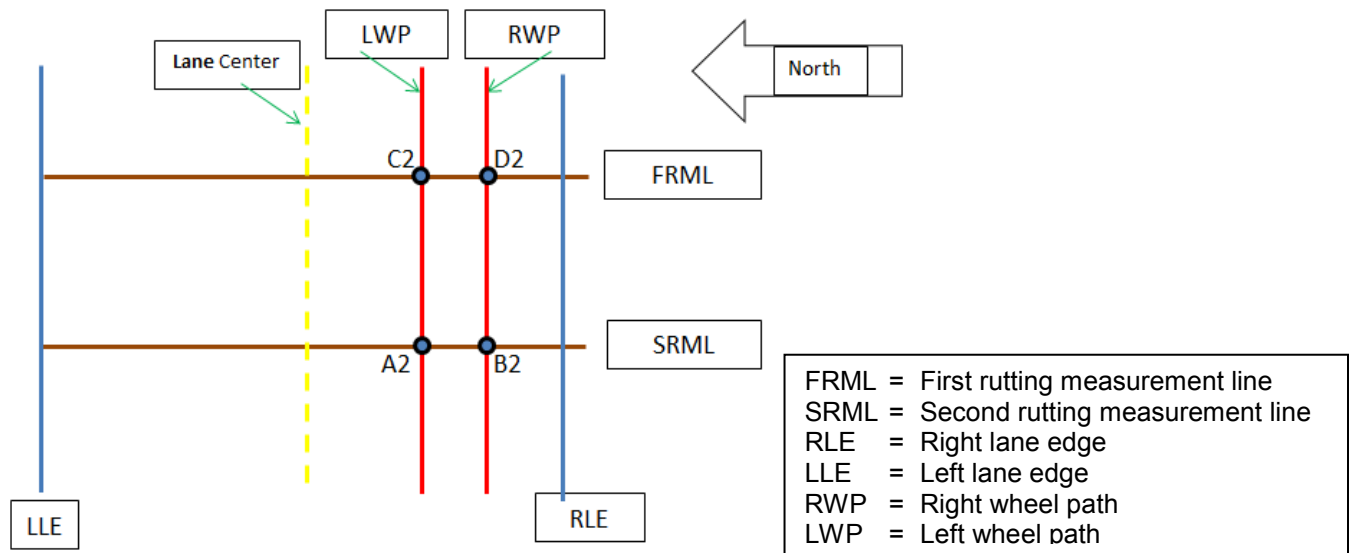 LWP
RWP
Lane Center
North
C2
D2
FRML
A2
B2
SRML
LLE
RLE
FRML = First rutting measurement line
SRML = Second rutting measurement line
RLE = Right lane edge
LLE = Left lane edge
RWP = Right wheel path
LWP = Left wheel path